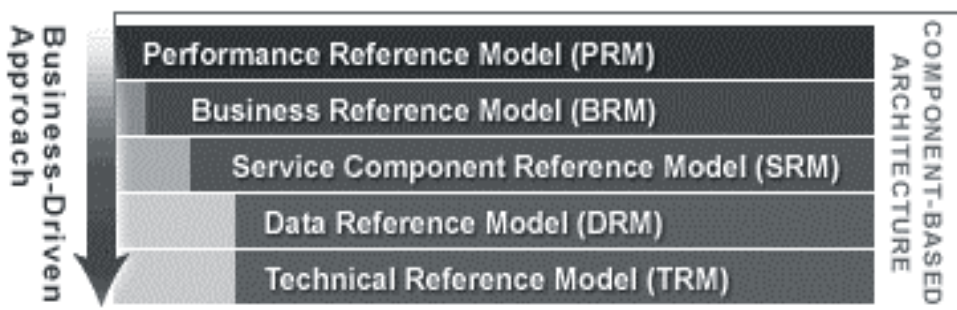 Business-Driven
Approach
Performance Reference Model (PRM)
Business Reference Model (BRM)
Service Component Reference Model (SRM)
Data Reference Model (DRM)
Technical Reference Model (TRM)
COMPONENT-BASED
ARCHITECTURE